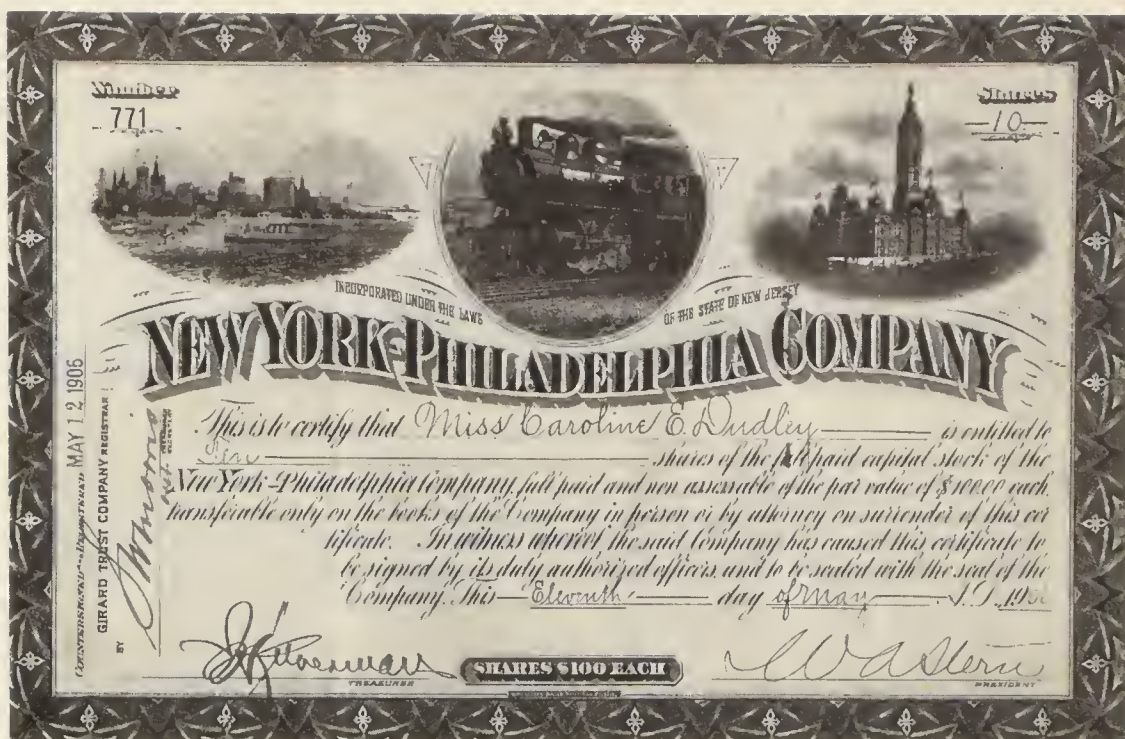 Number
771
Shares
10
INCORPORATED UNDER THE LAWS
OF THE STATE OF NEW JERSEY
NEW YORK-PHILADELPHIA COMPANY
This is to certify that Miss Caroline E. Dudley is entitled to
Ten shares of the full paid capital stock of the
New York-Philadelphia Company, full paid and non assessable of the par value of $100.00 each,
transferable only on the books of the Company in person or by attorney on surrender of this cer
tificate. In witness whereof the said Company has caused this certificate to
be signed by its duly authorized officers, and to be sealed with the seal of the
Company. This Eleventh day of May A.D. 190
TREASURER
SHARES $100 EACH
W A Stern
PRESIDENT
COUNTERSIGNED REGISTERED MAY 12 1906
GIRARD TRUST COMPANY REGISTRAR
BY